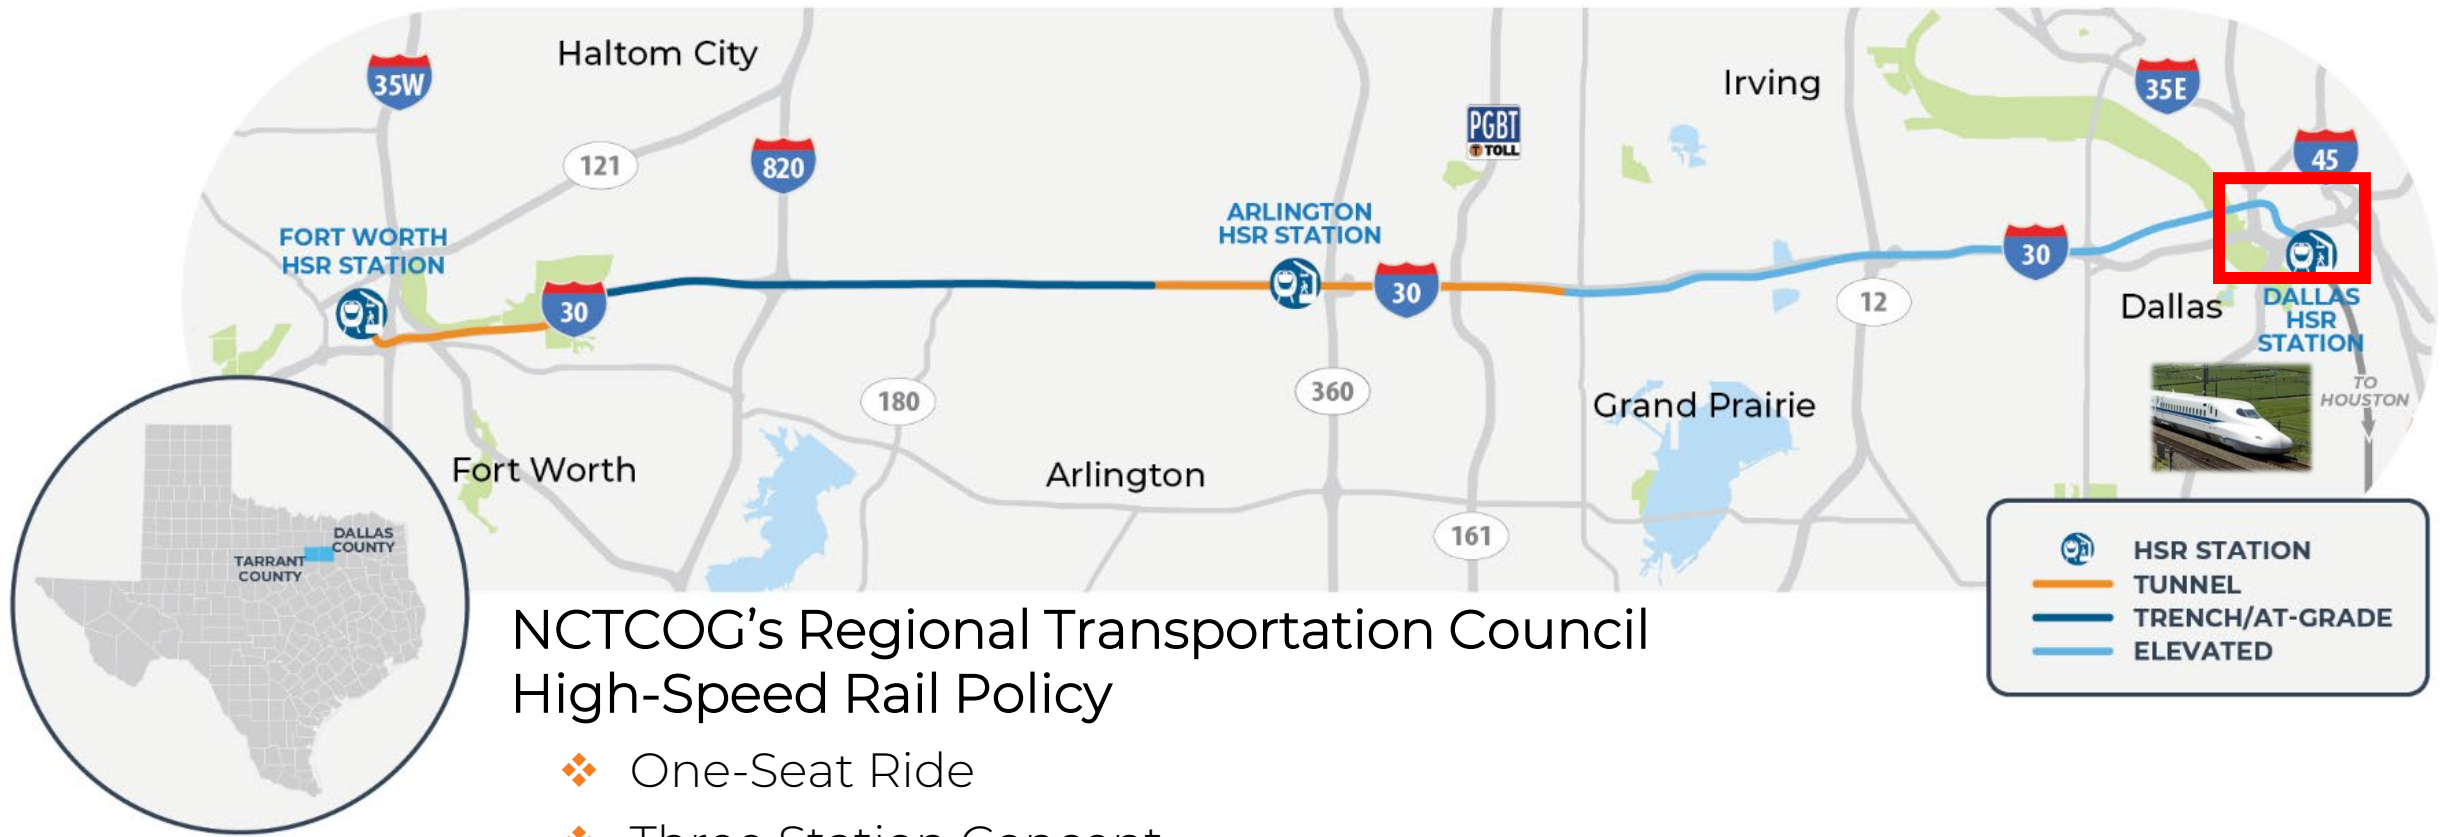 Haltom City
35W
121
820
PGBT
TOLL
Irving
35E
45
FORT WORTH
HSR STATION
30
ARLINGTON
HSR STATION
30
30
12
Dallas
DALLAS
HSR
STATION
TO
HOUSTON
180
360
Grand Prairie
Fort Worth
Arlington
161
DALLAS
COUNTY
TARRANT
COUNTY
HSR STATION
TUNNEL
TRENCH/AT-GRADE
ELEVATED
NCTCOG’s Regional Transportation Council
High-Speed Rail Policy
One-Seat Ride
Three Station Concept